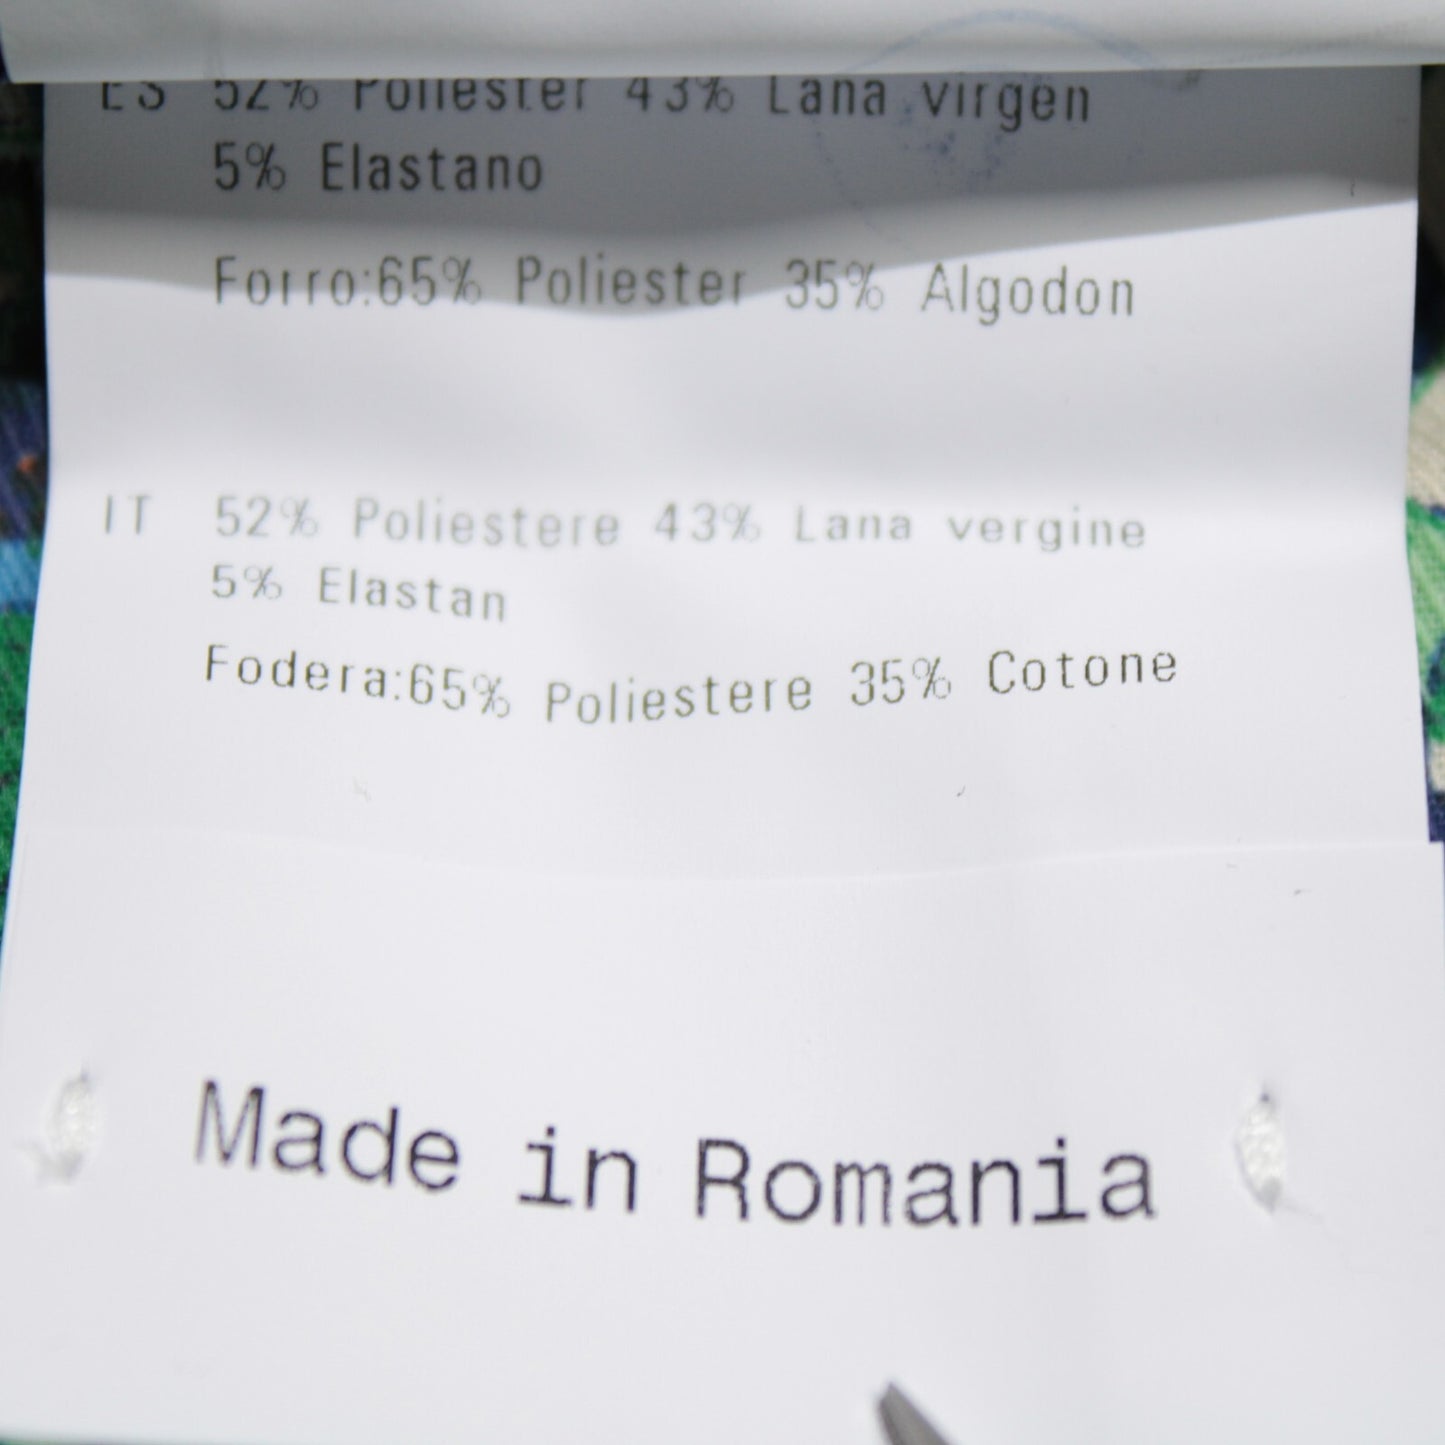 ES 52% Poliester 43% Lana virgen
5% Elastano
Forro:65% Poliester 35% Algodon
IT 52% Poliestere 43% Lana vergine
5% Elastan
Fodera:65% Poliestere 35% Cotone
Made in Romania